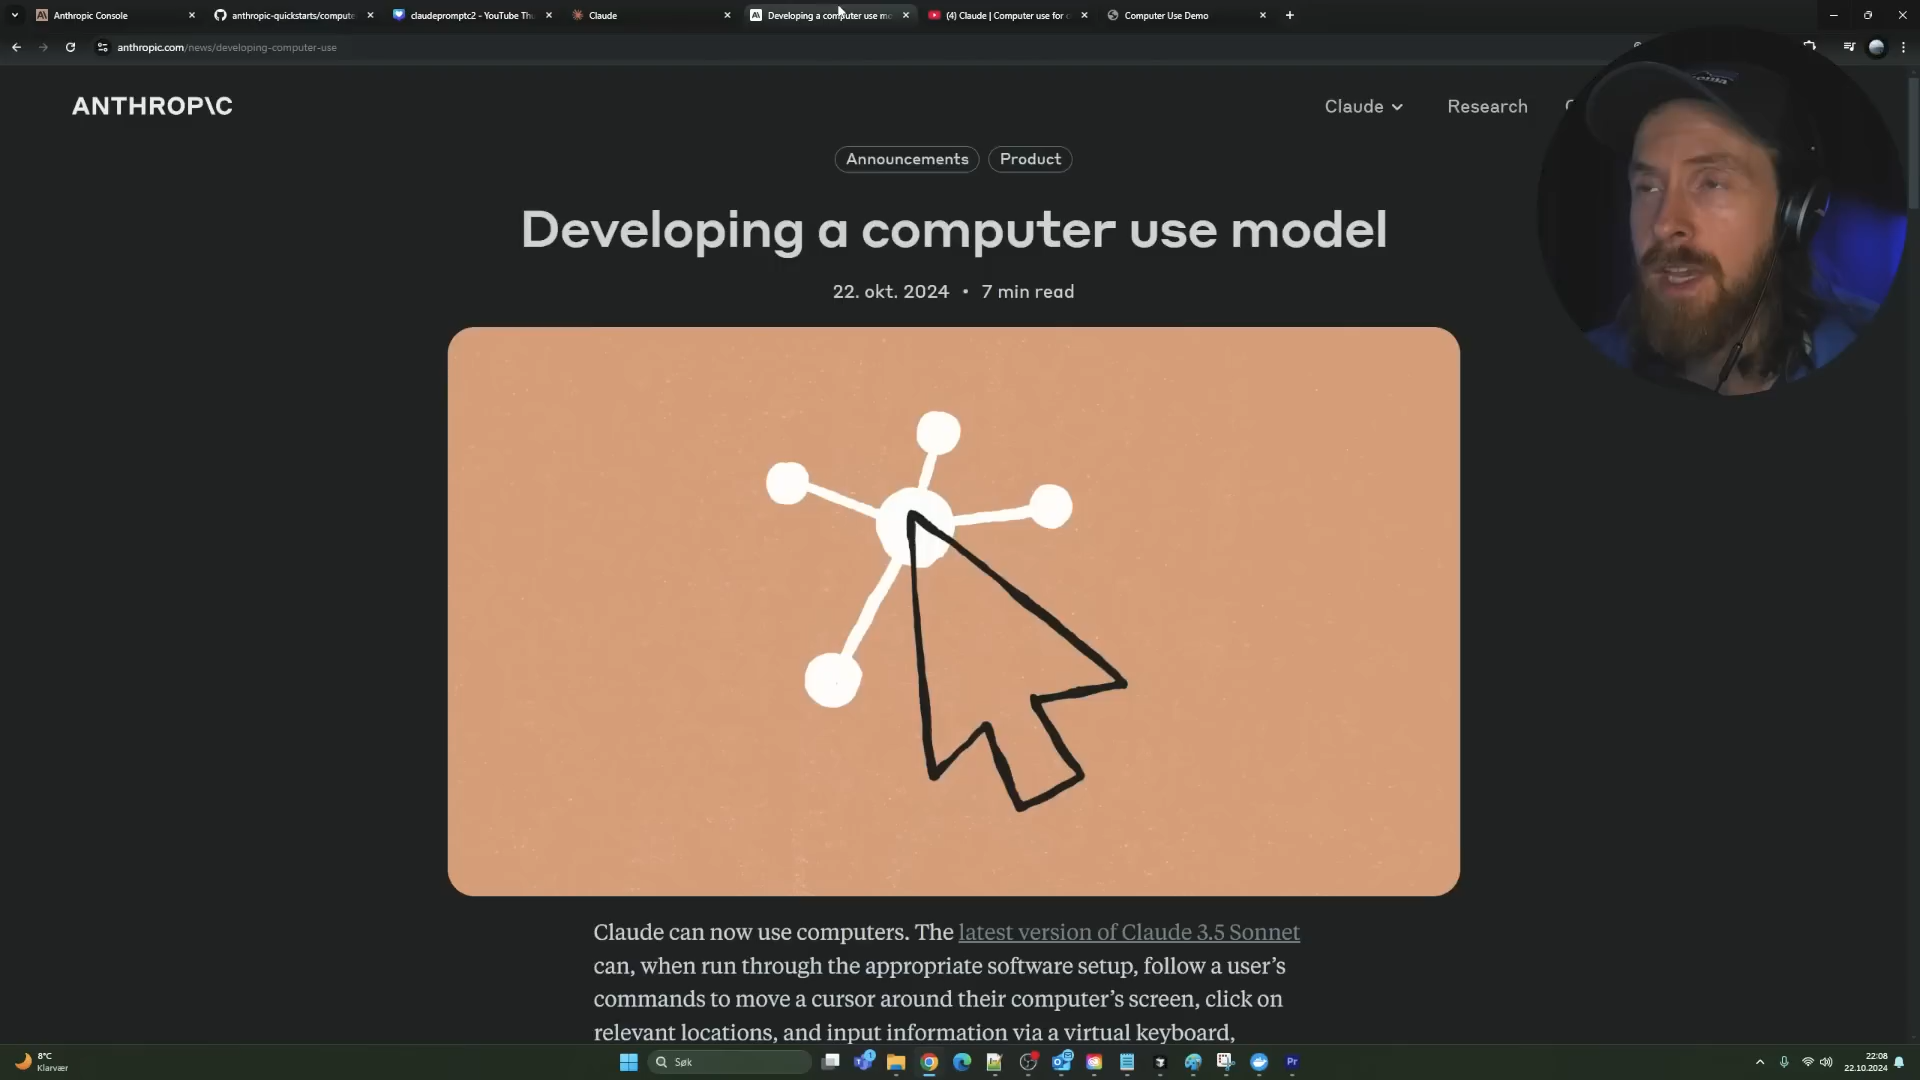 Anthropic Console
anthropic-quickstarts/compute
claudepromptc2 - YouTube Thu
Claude
Developing a computer use mo
(4) Claude | Computer use for
Computer Use Demo
anthropic.com/news/developing-computer-use
ANTHROP\C
Claude
Research
Announcements
Product
Developing a computer use model
22. okt. 2024 • 7 min read
Claude can now use computers. The latest version of Claude 3.5 Sonnet
can, when run through the appropriate software setup, follow a user’s
commands to move a cursor around their computer’s screen, click on
relevant locations, and input information via a virtual keyboard,
8°C
Klarvær
Søk
22:08
22.10.2024